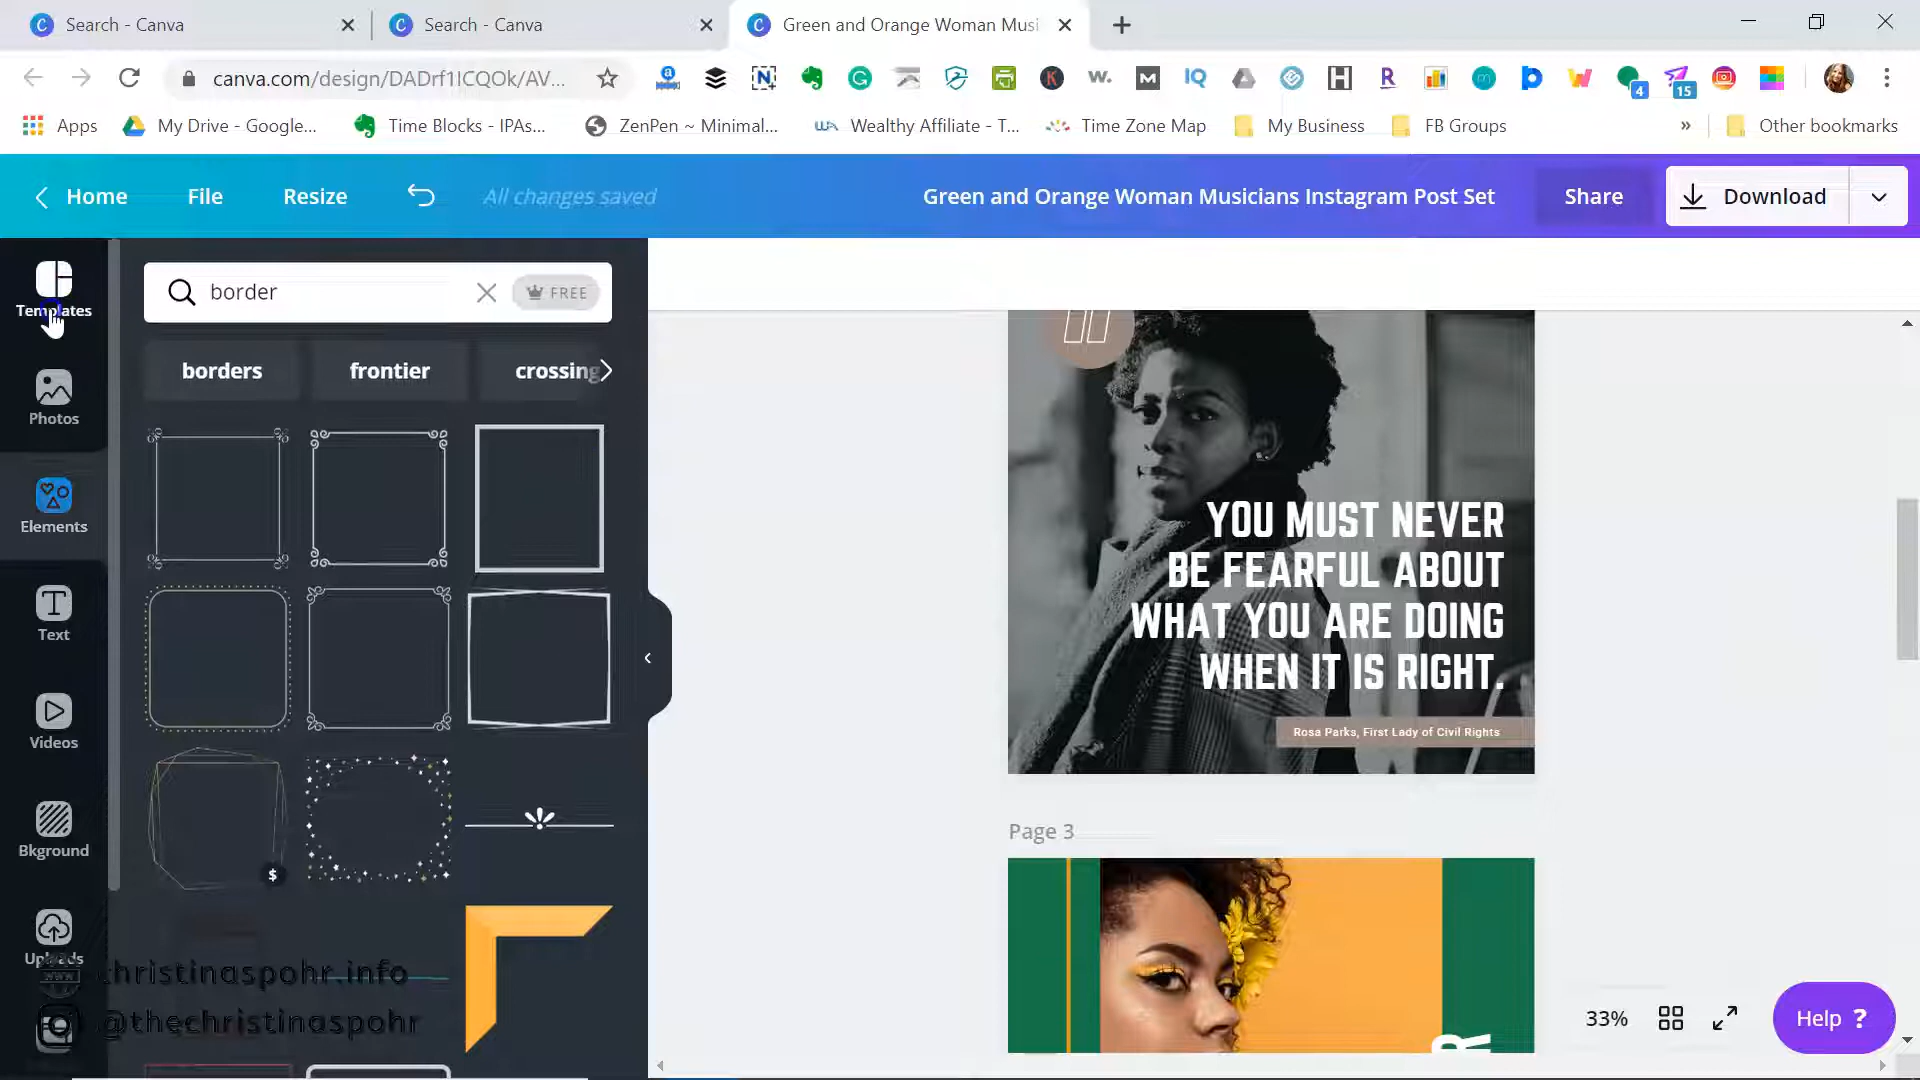 Search - Canva
Search - Canva
Green and Orange Woman Musi
canva.com/design/DADrf1ICQOk/AV...
4
15
Apps
My Drive - Google...
Time Blocks - IPAs...
ZenPen ~ Minimal...
Wealthy Affiliate - T...
Time Zone Map
My Business
FB Groups
Other bookmarks
Home
File
Resize
All changes saved
Green and Orange Woman Musicians Instagram Post Set
Share
Download
Templates
Photos
Elements
Text
Videos
Bkground
Uploads
border
FREE
borders
frontier
crossing
$
YOU MUST NEVER
BE FEARFUL ABOUT
WHAT YOU ARE DOING
WHEN IT IS RIGHT.
Rosa Parks, First Lady of Civil Rights
Page 3
christinaspohr.info
@thechristinaspohr
33%
Help ?